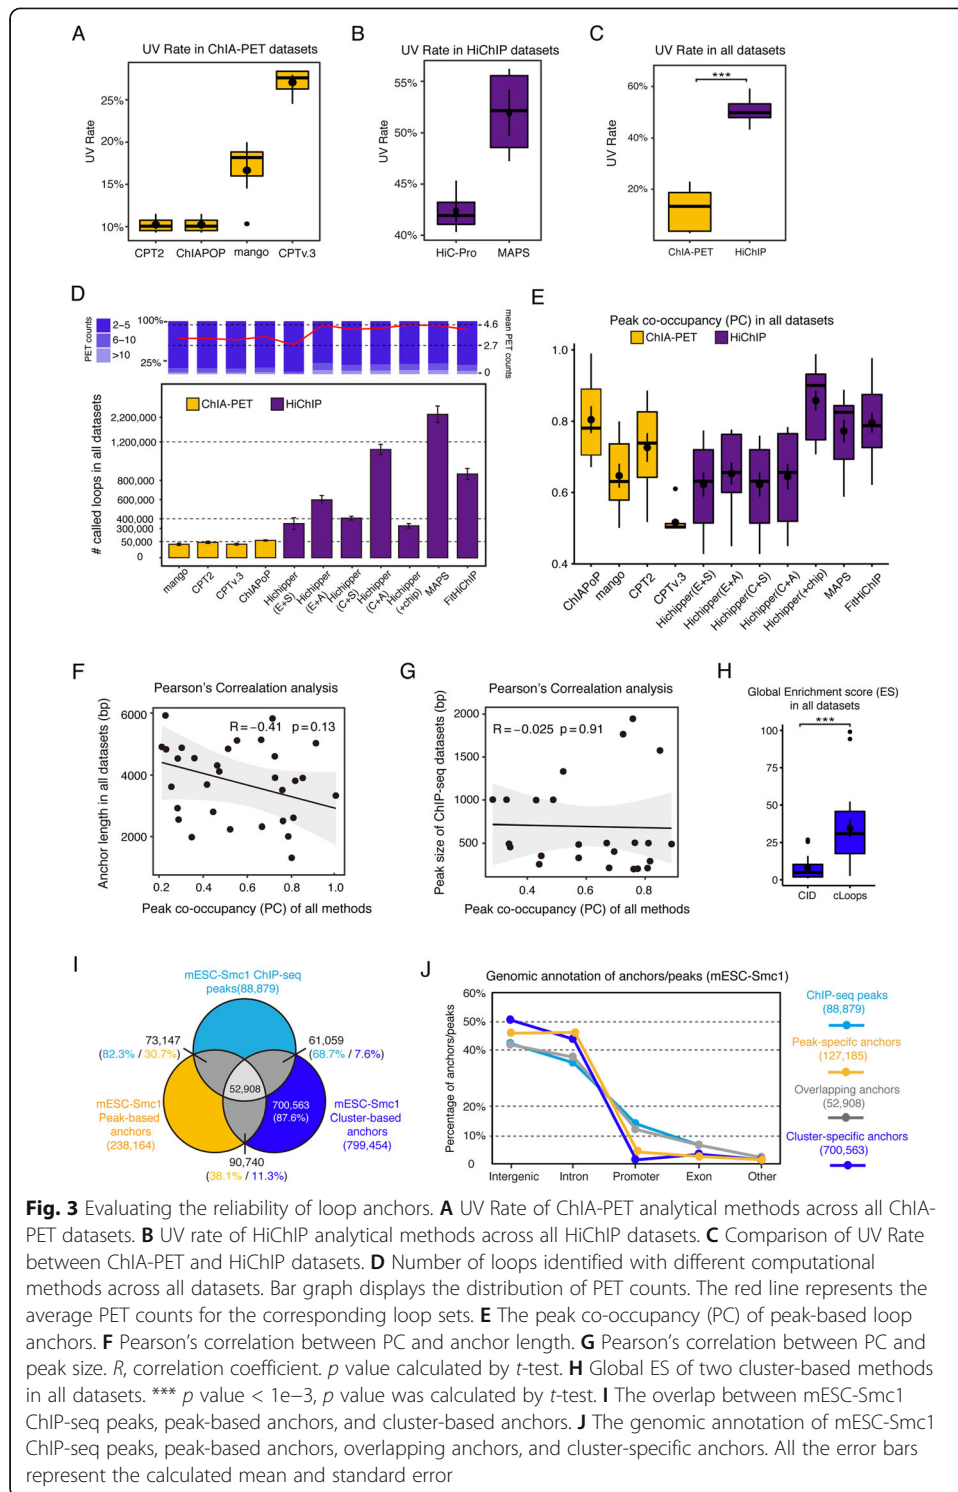 A
UV Rate in ChIA-PET datasets
UV Rate
25%
20%
15%
10%
CPT2
ChIAPOP
mango
CPTv.3
B
UV Rate in HiChIP datasets
UV Rate
55%
50%
45%
40%
HiC-Pro
MAPS
C
UV Rate in all datasets
***
UV Rate
60%
40%
20%
ChIA-PET
HiChIP
D
PET counts
2–5
6–10
>10
100%
25%
4.6
2.7
0
mean PET counts
# called loops in all datasets
ChIA-PET
HiChIP
2,200,000
1,200,000
800,000
600,000
400,000
300,000
50,000
0
mango
CPT2
CPTv.3
ChIAPoP
Hichipper
(E+S)
Hichipper
(E+A)
Hichipper
(C+S)
Hichipper
(C+A)
Hichipper
(+chip)
MAPS
FitHiChIP
E
Peak co-occupancy (PC) in all datasets
ChIA-PET
HiChIP
1.0
0.8
0.6
0.4
ChIAPoP
mango
CPT2
CPTv.3
Hichipper(E+S)
Hichipper(E+A)
Hichipper(C+S)
Hichipper(C+A)
Hichipper(+chip)
MAPS
FitHiChIP
F
Pearson's Correalation analysis
R=−0.41 p=0.13
Anchor length in all datasets (bp)
6000
4000
2000
0.2
0.4
0.6
0.8
1.0
Peak co-occupancy (PC) of all methods
G
Pearson's Correalation analysis
R=−0.025 p=0.91
Peak size of ChIP-seq datasets (bp)
2000
1500
1000
500
0.4
0.6
0.8
Peak co-occupancy (PC) of all methods
H
Global Enrichment score (ES)
in all datasets
***
100
75
50
25
0
CID
cLoops
I
mESC-Smc1 ChIP-seq
peaks(88,879)
73,147
(82.3% / 30.7%)
61,059
(68.7% / 7.6%)
52,908
700,563
(87.6%)
mESC-Smc1
Peak-based
anchors
(238,164)
mESC-Smc1
Cluster-based
anchors
(799,454)
90,740
(38.1% / 11.3%)
J
Genomic annotation of anchors/peaks (mESC-Smc1)
Percentage of anchors/peaks
60%
50%
40%
20%
10%
0
Intergenic
Intron
Promoter
Exon
Other
ChIP-seq peaks
(88,879)
Peak-specifc anchors
(127,185)
Overlapping anchors
(52,908)
Cluster-specific anchors
(700,563)
Fig. 3 Evaluating the reliability of loop anchors. A UV Rate of ChIA-PET analytical methods across all ChIA-
PET datasets. B UV rate of HiChIP analytical methods across all HiChIP datasets. C Comparison of UV Rate
between ChIA-PET and HiChIP datasets. D Number of loops identified with different computational
methods across all datasets. Bar graph displays the distribution of PET counts. The red line represents the
average PET counts for the corresponding loop sets. E The peak co-occupancy (PC) of peak-based loop
anchors. F Pearson's correlation between PC and anchor length. G Pearson's correlation between PC and
peak size. R, correlation coefficient. p value calculated by t-test. H Global ES of two cluster-based methods
in all datasets. *** p value < 1e−3, p value was calculated by t-test. I The overlap between mESC-Smc1
ChIP-seq peaks, peak-based anchors, and cluster-based anchors. J The genomic annotation of mESC-Smc1
ChIP-seq peaks, peak-based anchors, overlapping anchors, and cluster-specific anchors. All the error bars
represent the calculated mean and standard error